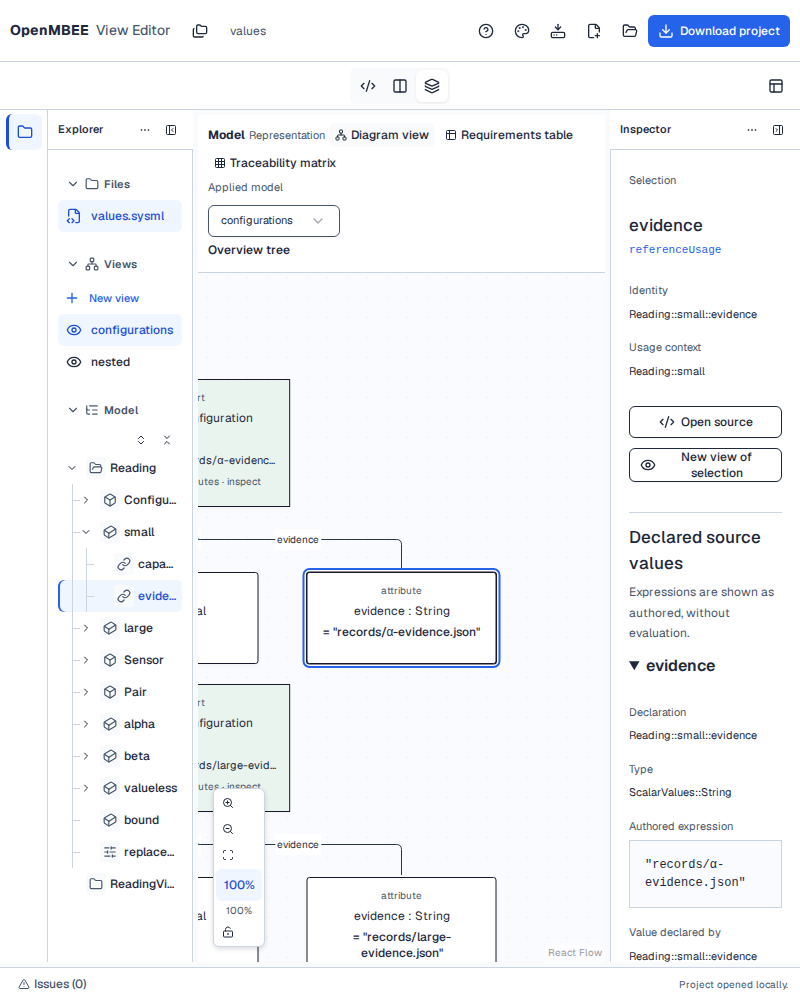 OpenMBEE View Editor values Download project
Explorer
Files
values.sysml
Views
New view
configurations
nested
Model
Reading
Configu...
small
capa...
evide...
large
Sensor
Pair
alpha
beta
valueless
bound
replace...
ReadingVi...
Model Representation Diagram view Requirements table
Traceability matrix
Applied model
configurations
Overview tree
rt
figuration
ds/α-evidenc...
utes · inspect
evidence
al
attribute
evidence : String
= "records/α-evidence.json"
rt
figuration
ds/large-evid...
utes · inspect
evidence
al
attribute
evidence : String
= "records/large-
evidence.json"
100%
100%
React Flow
Inspector
Selection
evidence
referenceUsage
Identity
Reading::small::evidence
Usage context
Reading::small
Open source
New view of
selection
Declared source
values
Expressions are shown as
authored, without
evaluation.
evidence
Declaration
Reading::small::evidence
Type
ScalarValues::String
Authored expression
"records/α-
evidence.json"
Value declared by
Reading::small::evidence
Issues (0)
Project opened locally.